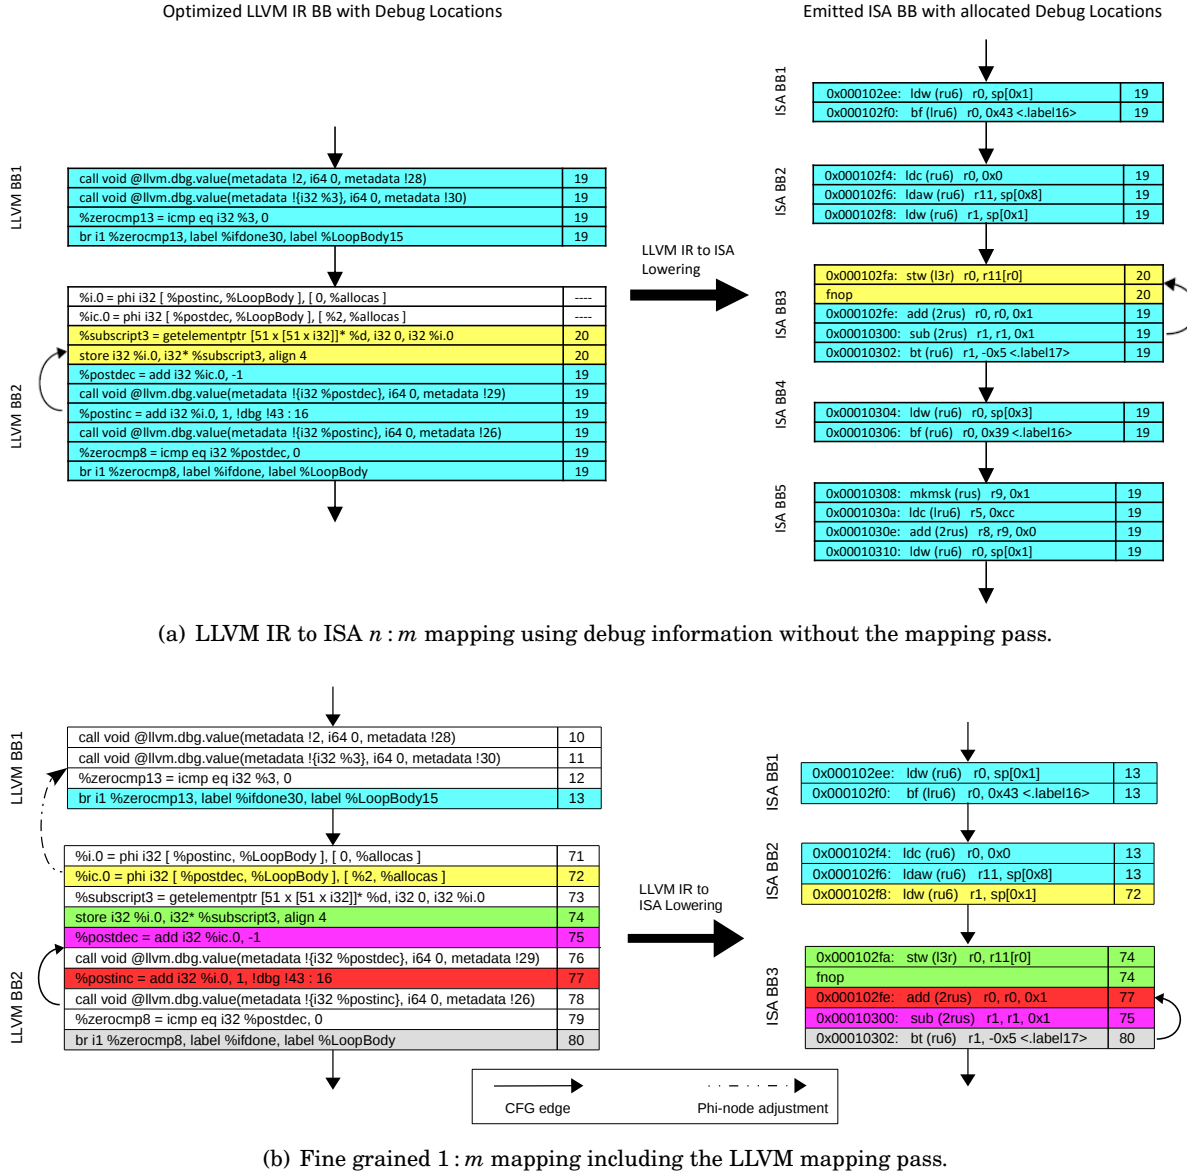 Optimized LLVM IR BB with Debug Locations
Emitted ISA BB with allocated Debug Locations
LLVM BB1
call void @llvm.dbg.value(metadata !2, i64 0, metadata !28) 19
call void @llvm.dbg.value(metadata !{i32 %3}, i64 0, metadata !30) 19
%zerocmp13 = icmp eq i32 %3, 0 19
br i1 %zerocmp13, label %ifdone30, label %LoopBody15 19
LLVM BB2
%i.0 = phi i32 [ %postinc, %LoopBody ], [ 0, %allocas ] ----
%ic.0 = phi i32 [ %postdec, %LoopBody ], [ %2, %allocas ] ----
%subscript3 = getelementptr [51 x [51 x i32]]* %d, i32 0, i32 %i.0 20
store i32 %i.0, i32* %subscript3, align 4 20
%postdec = add i32 %ic.0, -1 19
call void @llvm.dbg.value(metadata !{i32 %postdec}, i64 0, metadata !29) 19
%postinc = add i32 %i.0, 1, !dbg !43 : 16 19
call void @llvm.dbg.value(metadata !{i32 %postinc}, i64 0, metadata !26) 19
%zerocmp8 = icmp eq i32 %postdec, 0 19
br i1 %zerocmp8, label %ifdone, label %LoopBody 19
LLVM IR to ISA
Lowering
ISA BB1
0x000102ee: ldw (ru6) r0, sp[0x1] 19
0x000102f0: bf (lru6) r0, 0x43 <.label16> 19
ISA BB2
0x000102f4: ldc (ru6) r0, 0x0 19
0x000102f6: ldaw (ru6) r11, sp[0x8] 19
0x000102f8: ldw (ru6) r1, sp[0x1] 19
ISA BB3
0x000102fa: stw (l3r) r0, r11[r0] 20
fnop 20
0x000102fe: add (2rus) r0, r0, 0x1 19
0x00010300: sub (2rus) r1, r1, 0x1 19
0x00010302: bt (ru6) r1, -0x5 <.label17> 19
ISA BB4
0x00010304: ldw (ru6) r0, sp[0x3] 19
0x00010306: bf (ru6) r0, 0x39 <.label16> 19
ISA BB5
0x00010308: mkmsk (rus) r9, 0x1 19
0x0001030a: ldc (lru6) r5, 0xcc 19
0x0001030e: add (2rus) r8, r9, 0x0 19
0x00010310: ldw (ru6) r0, sp[0x1] 19
(a) LLVM IR to ISA n : m mapping using debug information without the mapping pass.
LLVM BB1
call void @llvm.dbg.value(metadata !2, i64 0, metadata !28) 10
call void @llvm.dbg.value(metadata !{i32 %3}, i64 0, metadata !30) 11
%zerocmp13 = icmp eq i32 %3, 0 12
br i1 %zerocmp13, label %ifdone30, label %LoopBody15 13
LLVM BB2
%i.0 = phi i32 [ %postinc, %LoopBody ], [ 0, %allocas ] 71
%ic.0 = phi i32 [ %postdec, %LoopBody ], [ %2, %allocas ] 72
%subscript3 = getelementptr [51 x [51 x i32]]* %d, i32 0, i32 %i.0 73
store i32 %i.0, i32* %subscript3, align 4 74
%postdec = add i32 %ic.0, -1 75
call void @llvm.dbg.value(metadata !{i32 %postdec}, i64 0, metadata !29) 76
%postinc = add i32 %i.0, 1, !dbg !43 : 16 77
call void @llvm.dbg.value(metadata !{i32 %postinc}, i64 0, metadata !26) 78
%zerocmp8 = icmp eq i32 %postdec, 0 79
br i1 %zerocmp8, label %ifdone, label %LoopBody 80
LLVM IR to
ISA Lowering
ISA BB1
0x000102ee: ldw (ru6) r0, sp[0x1] 13
0x000102f0: bf (lru6) r0, 0x43 <.label16> 13
ISA BB2
0x000102f4: ldc (ru6) r0, 0x0 13
0x000102f6: ldaw (ru6) r11, sp[0x8] 13
0x000102f8: ldw (ru6) r1, sp[0x1] 72
ISA BB3
0x000102fa: stw (l3r) r0, r11[r0] 74
fnop 74
0x000102fe: add (2rus) r0, r0, 0x1 77
0x00010300: sub (2rus) r1, r1, 0x1 75
0x00010302: bt (ru6) r1, -0x5 <.label17> 80
CFG edge
Phi-node adjustment
(b) Fine grained 1 : m mapping including the LLVM mapping pass.